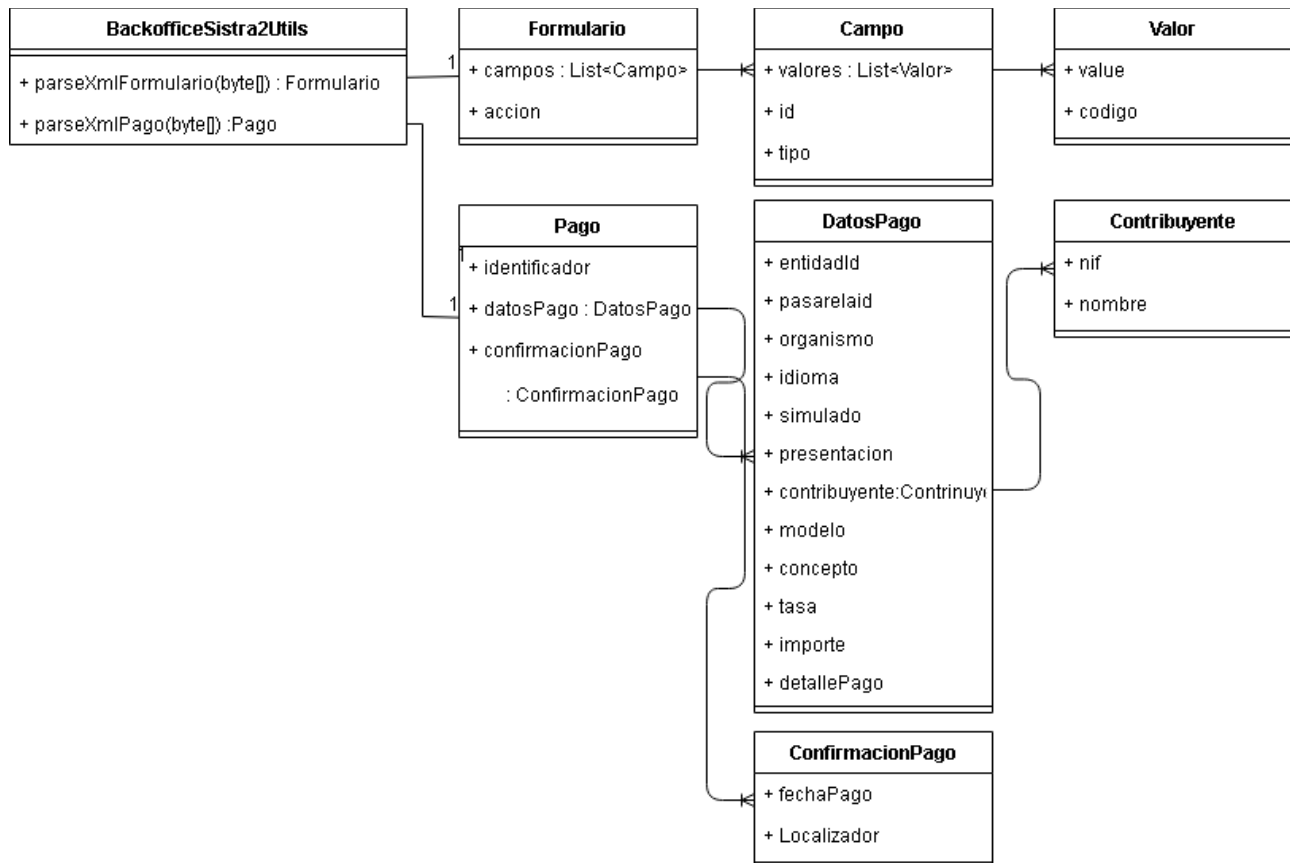 BackofficeSistra2Utils
+ parseXmlFormulario(byte[]) : Formulario
+ parseXmlPago(byte[]) :Pago
1
Formulario
+ campos : List<Campo>
+ accion
Campo
+ valores : List<Valor>
+ id
+ tipo
Valor
+ value
+ codigo
1
Pago
1
+ identificador
+ datosPago : DatosPago
+ confirmacionPago
: ConfirmacionPago
DatosPago
+ entidadId
+ pasarelaid
+ organismo
+ idioma
+ simulado
+ presentacion
+ contribuyente:Contrinuye
+ modelo
+ concepto
+ tasa
+ importe
+ detallePago
Contribuyente
+ nif
+ nombre
ConfirmacionPago
+ fechaPago
+ Localizador